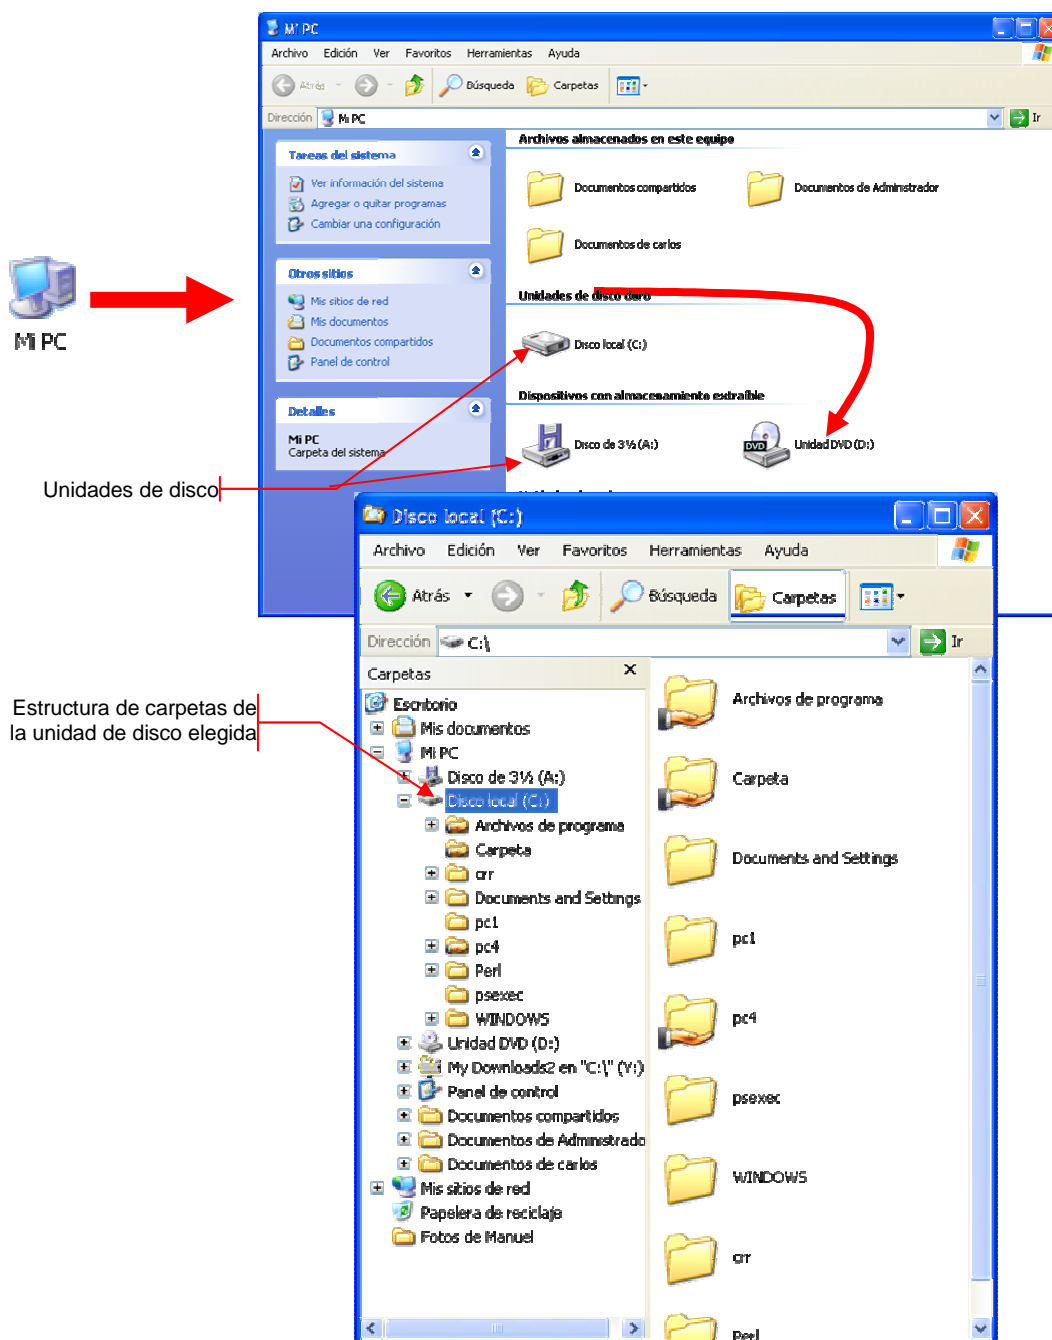 Mi PC
Archivo Edición Ver Favoritos Herramientas Ayuda
Atrás Búsqueda Carpetas
Dirección Mi PC Ir
Archivos almacenados en este equipo
Tareas del sistema
Ver información del sistema
Agregar o quitar programas
Cambiar una configuración
Documentos compartidos
Documentos de Administrador
Documentos de carlos
Otros sitios
Mis sitios de red
Mis documentos
Documentos compartidos
Panel de control
Mi PC
Unidades de disco duro
Disco local (C:)
Dispositivos con almacenamiento extraíble
Detalles
Mi PC
Carpeta del sistema
Disco de 3½ (A:)
DVD
Unidad DVD (D:)
Unidades de disco
Disco local (C:)
Archivo Edición Ver Favoritos Herramientas Ayuda
Atrás Búsqueda Carpetas
Dirección C:\ Ir
Carpetas x
Estructura de carpetas de
la unidad de disco elegida
Escritorio
Mis documentos
Mi PC
Disco de 3½ (A:)
Disco local (C:)
Archivos de programa
Carpeta
crr
Documents and Settings
pc1
pc4
Perl
psexec
WINDOWS
Unidad DVD (D:)
My Downloads2 en "C:\" (Y:)
Panel de control
Documentos compartidos
Documentos de Administrado
Documentos de carlos
Mis sitios de red
Papelera de reciclaje
Fotos de Manuel
Archivos de programa
Carpeta
Documents and Settings
pc1
pc4
psexec
WINDOWS
crr
Perl